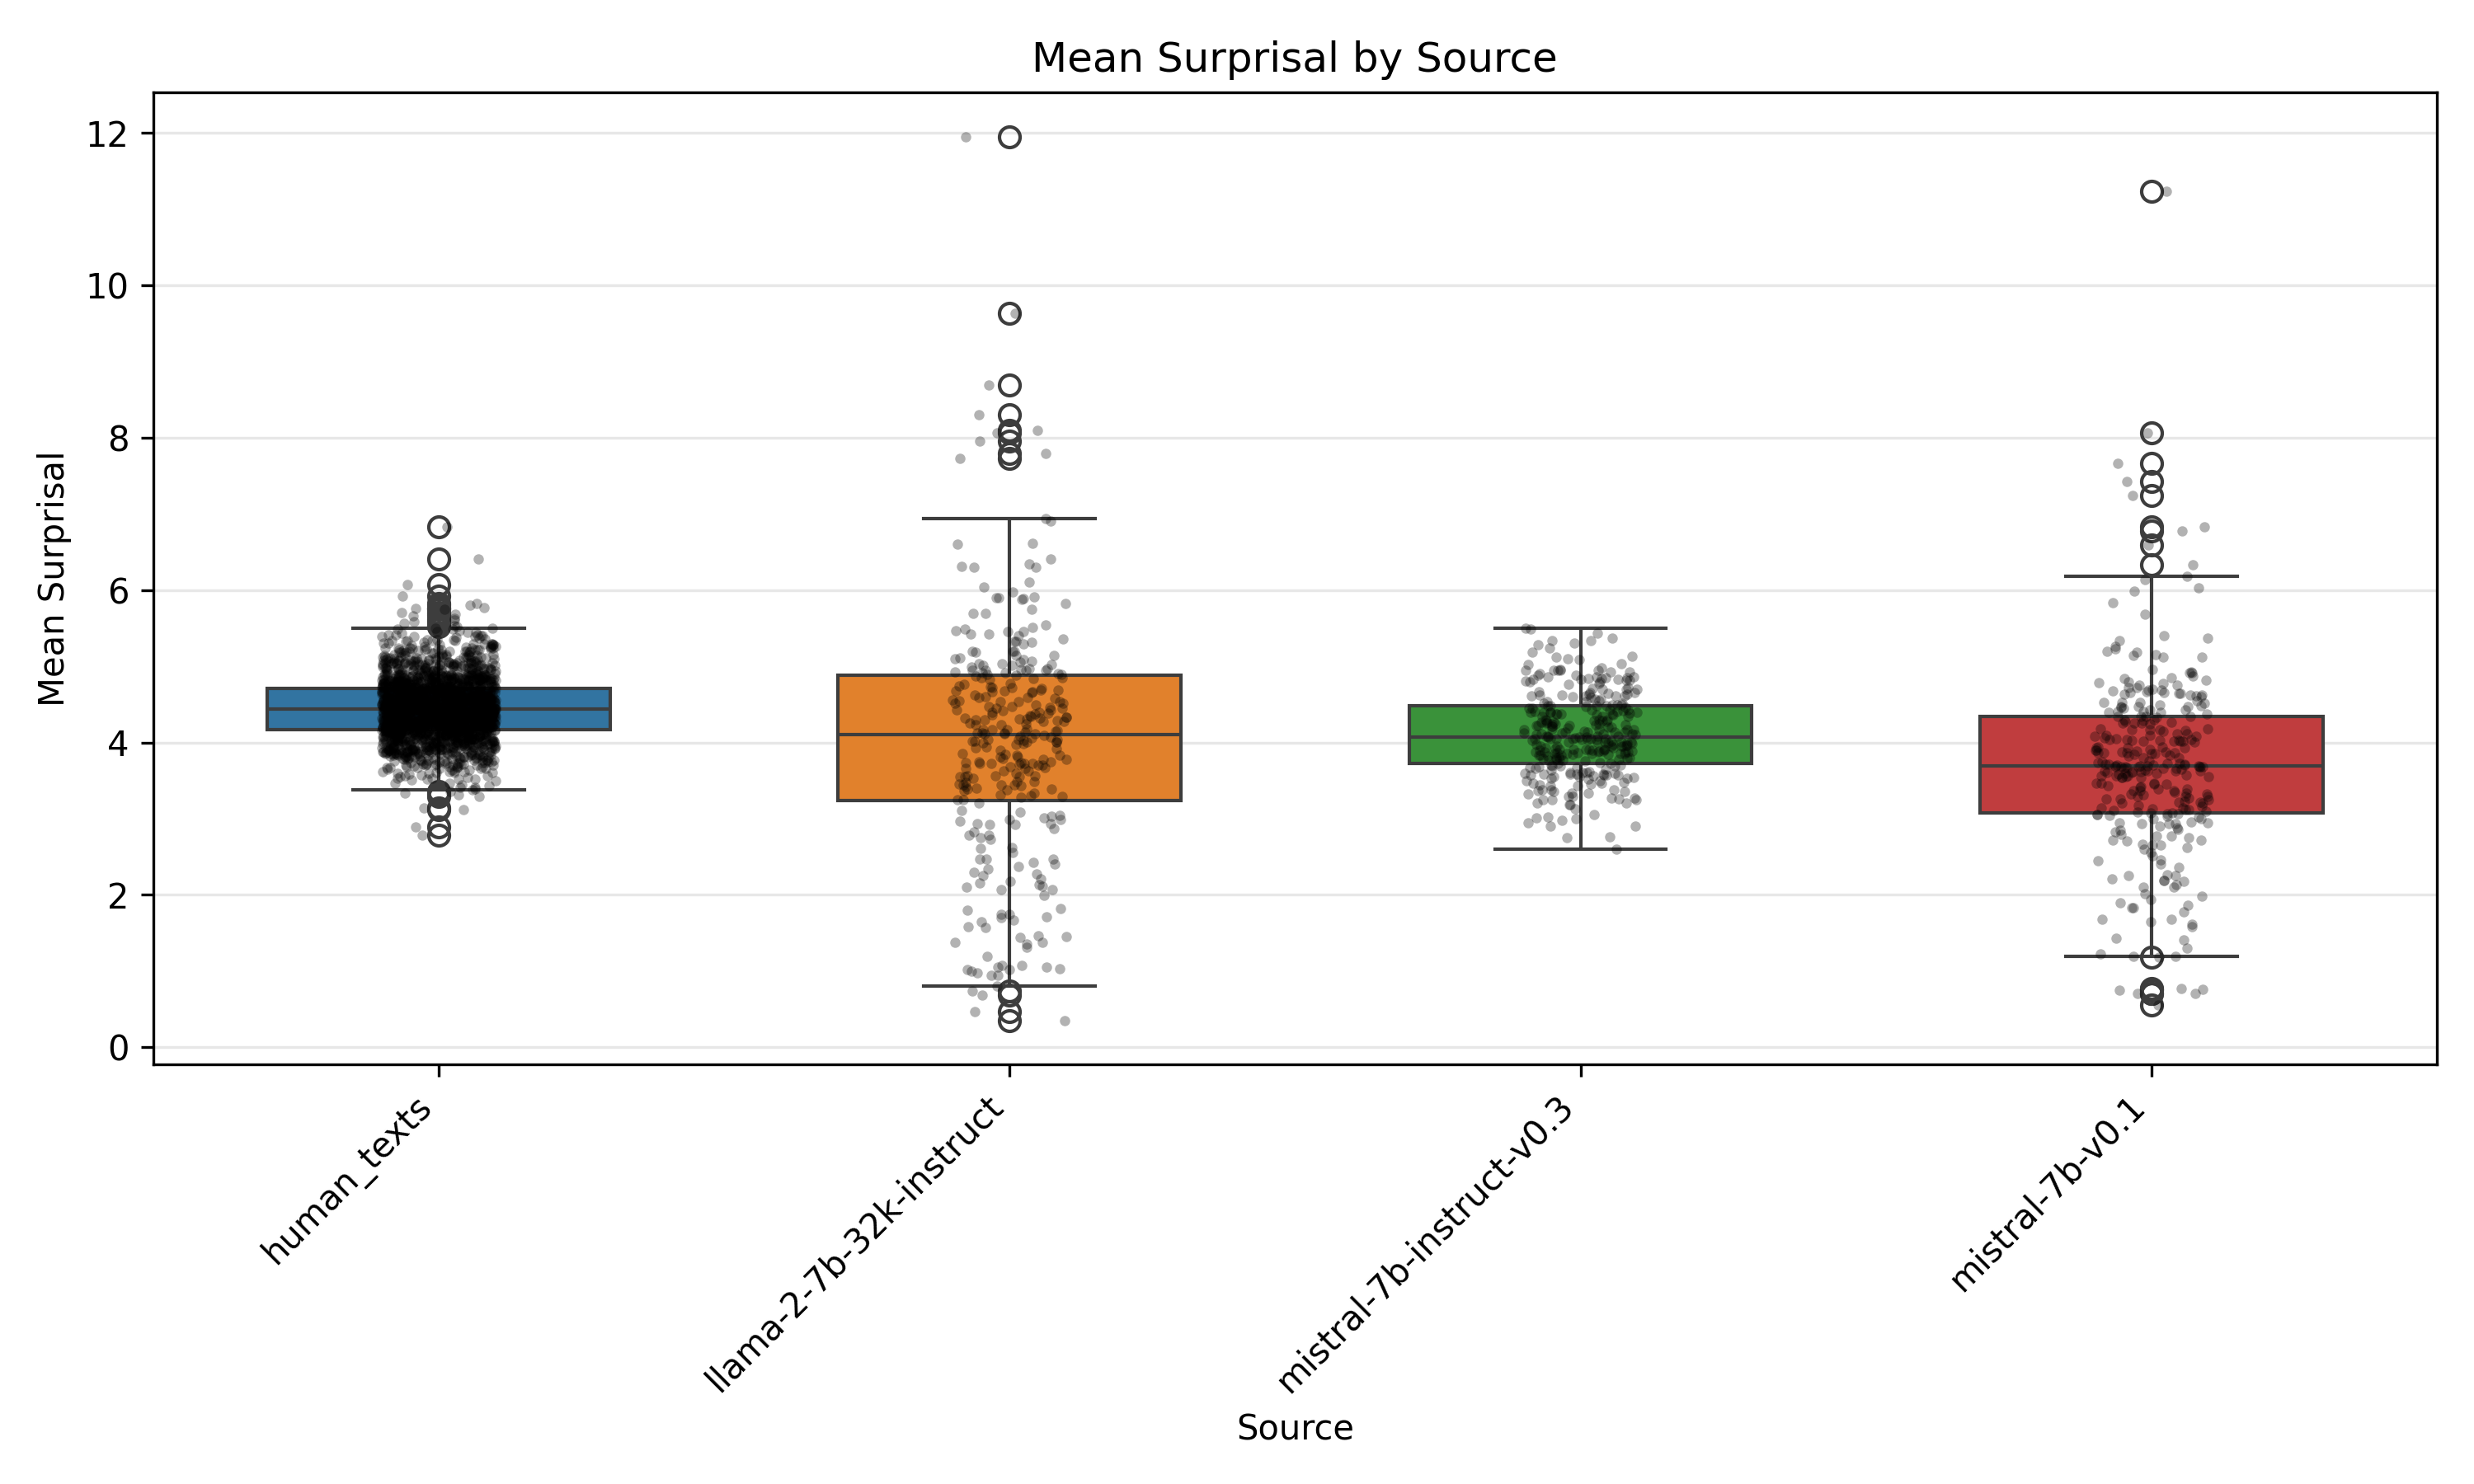 Mean Surprisal by Source
Mean Surprisal
12
10
8
6
4
2
0
human_texts
llama-2-7b-32k-instruct
mistral-7b-instruct-v0.3
mistral-7b-v0.1
Source